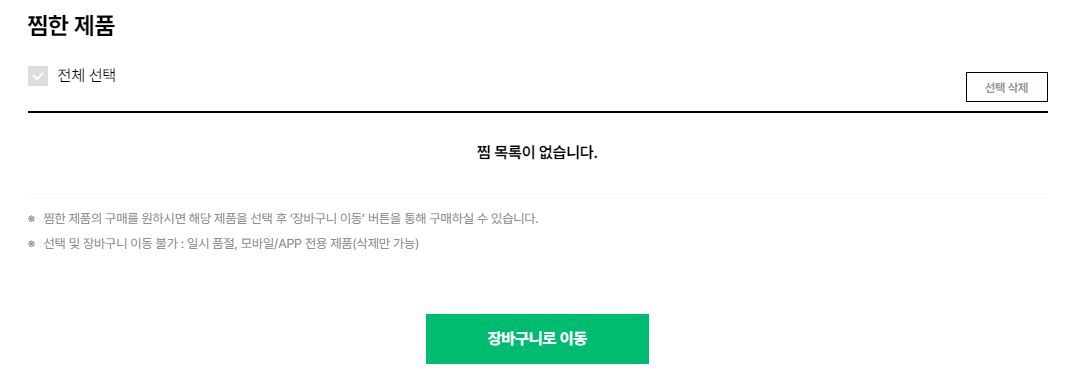 찜한 제품
전체 선택
선택 삭제
찜 목록이 없습니다.
※ 찜한 제품의 구매를 원하시면 해당 제품을 선택 후 ‘장바구니 이동’ 버튼을 통해 구매하실 수 있습니다.
※ 선택 및 장바구니 이동 불가 : 일시 품절, 모바일/APP 전용 제품(삭제만 가능)
장바구니로 이동